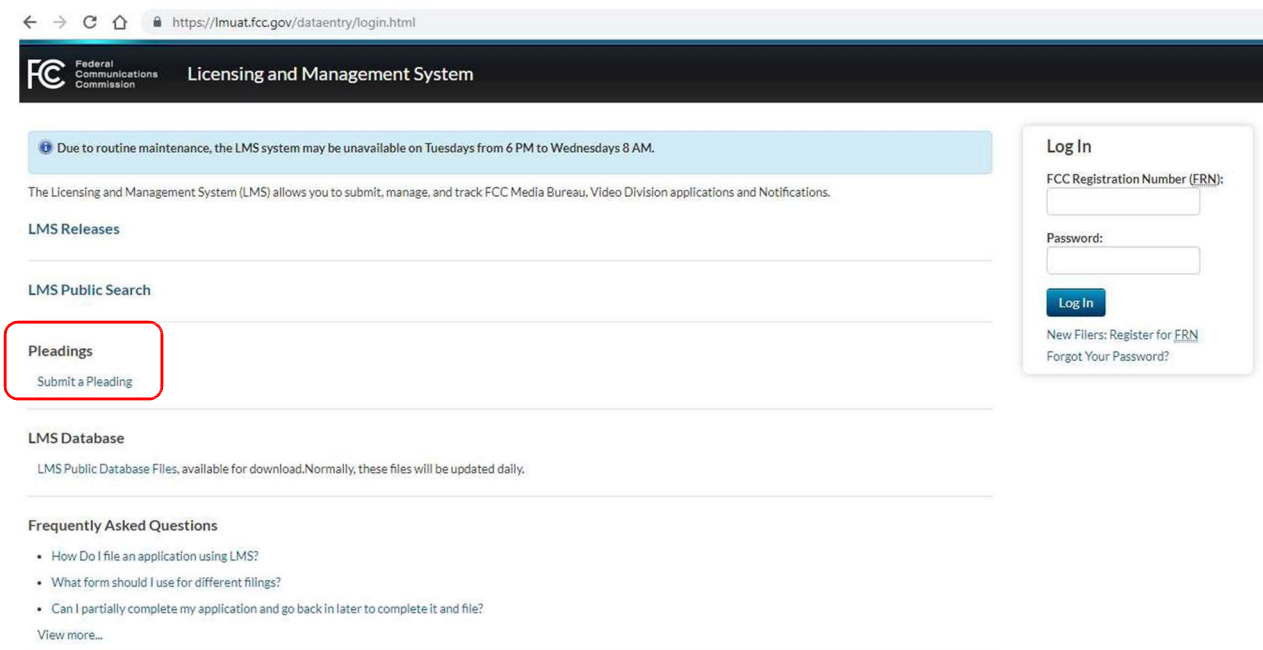 https://lmuat.fcc.gov/dataentry/login.html
FCC
Federal
Communications
Commission
Licensing and Management System
Due to routine maintenance, the LMS system may be unavailable on Tuesdays from 6 PM to Wednesdays 8 AM.
The Licensing and Management System (LMS) allows you to submit, manage, and track FCC Media Bureau, Video Division applications and Notifications.
LMS Releases
LMS Public Search
Pleadings
Submit a Pleading
LMS Database
LMS Public Database Files, available for download.Normally, these files will be updated daily.
Frequently Asked Questions
• How Do I file an application using LMS?
• What form should I use for different filings?
• Can I partially complete my application and go back in later to complete it and file?
View more...
Log In
FCC Registration Number (FRN):
Password:
Log In
New Filers: Register for FRN
Forgot Your Password?